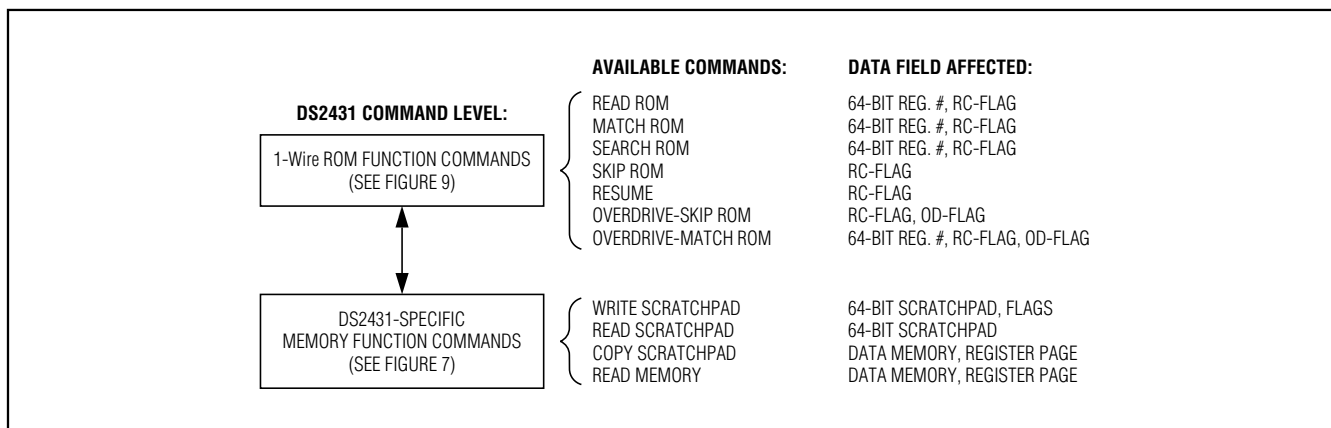 AVAILABLE COMMANDS: DATA FIELD AFFECTED:
DS2431 COMMAND LEVEL:
1-Wire ROM FUNCTION COMMANDS
(SEE FIGURE 9)
READ ROM 64-BIT REG. #, RC-FLAG
MATCH ROM 64-BIT REG. #, RC-FLAG
SEARCH ROM 64-BIT REG. #, RC-FLAG
SKIP ROM RC-FLAG
RESUME RC-FLAG
OVERDRIVE-SKIP ROM RC-FLAG, OD-FLAG
OVERDRIVE-MATCH ROM 64-BIT REG. #, RC-FLAG, OD-FLAG
DS2431-SPECIFIC
MEMORY FUNCTION COMMANDS
(SEE FIGURE 7)
WRITE SCRATCHPAD 64-BIT SCRATCHPAD, FLAGS
READ SCRATCHPAD 64-BIT SCRATCHPAD
COPY SCRATCHPAD DATA MEMORY, REGISTER PAGE
READ MEMORY DATA MEMORY, REGISTER PAGE